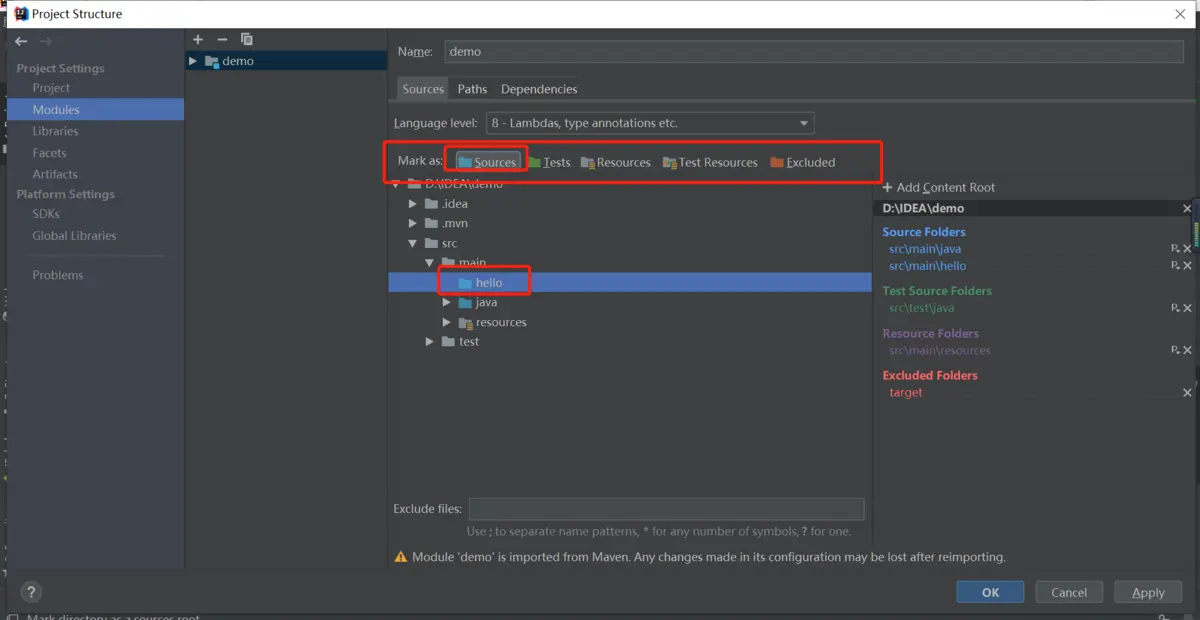 Project Structure
Project Settings
Project
Modules
Libraries
Facets
Artifacts
Platform Settings
SDKs
Global Libraries
Problems
demo
Name: demo
Sources Paths Dependencies
Language level: 8 - Lambdas, type annotations etc.
Mark as: Sources Tests Resources Test Resources Excluded
D:\IDEA\demo
.idea
.mvn
src
main
hello
java
resources
test
+ Add Content Root
D:\IDEA\demo
Source Folders
src\main\java
src\main\hello
Test Source Folders
src\test\java
Resource Folders
src\main\resources
Excluded Folders
target
Exclude files:
Use ; to separate name patterns, * for any number of symbols, ? for one.
Module 'demo' is imported from Maven. Any changes made in its configuration may be lost after reimporting.
?
OK Cancel Apply
Mark directory as a sources root